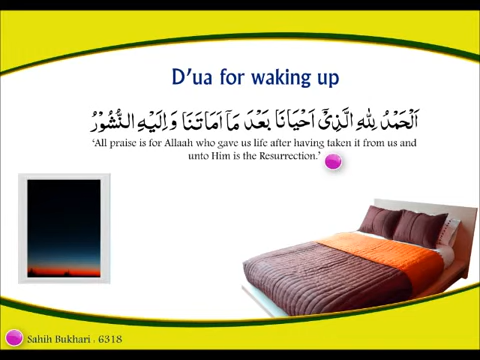 D'ua for waking up
اَلْحَمْدُ لِلّٰهِ الَّذِيْٓ اَحْيَانَا بَعْدَ مَآ اَمَاتَنَا وَ اِلَيْهِ النُّشُوْرُ
‘All praise is for Allaah who gave us life after having taken it from us and
unto Him is the Resurrection.’
Sahih Bukhari . 6318